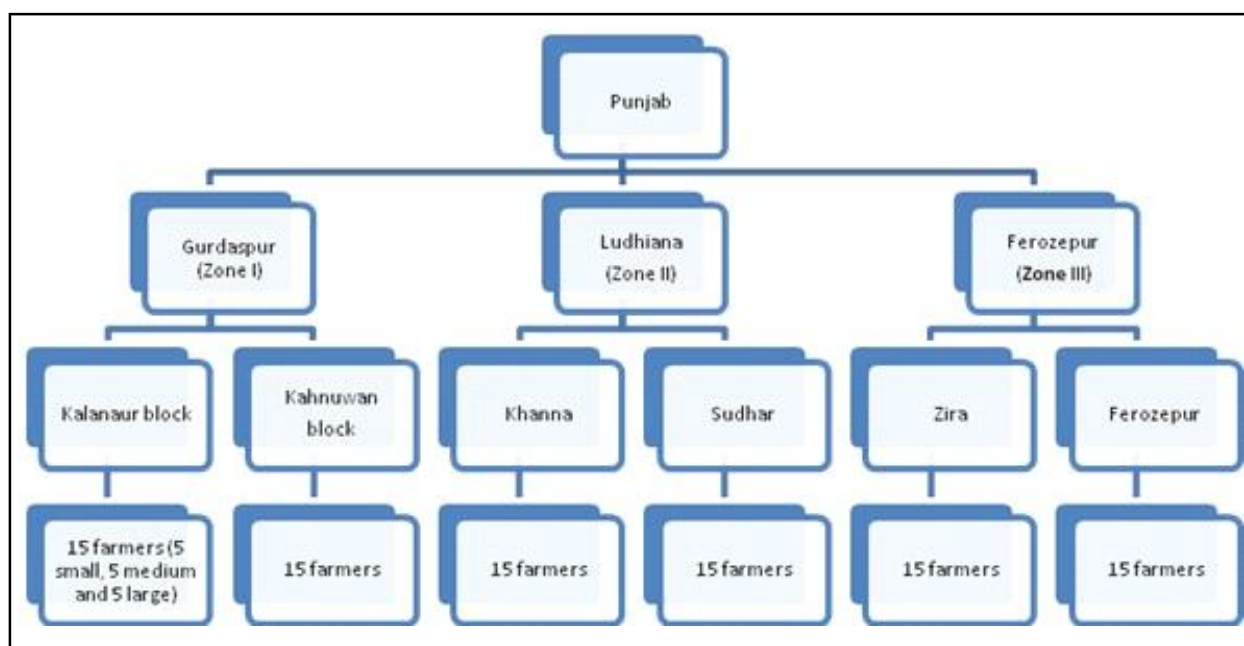 Punjab
Gurdaspur
(Zone I)
Ludhiana
(Zone II)
Ferozepur
(Zone III)
Kalanaur block
Kahnuwan
block
Khanna
Sudhar
Zira
Ferozepur
15 farmers (5
small, 5 medium
and 5 large)
15 farmers
15 farmers
15 farmers
15 farmers
15 farmers